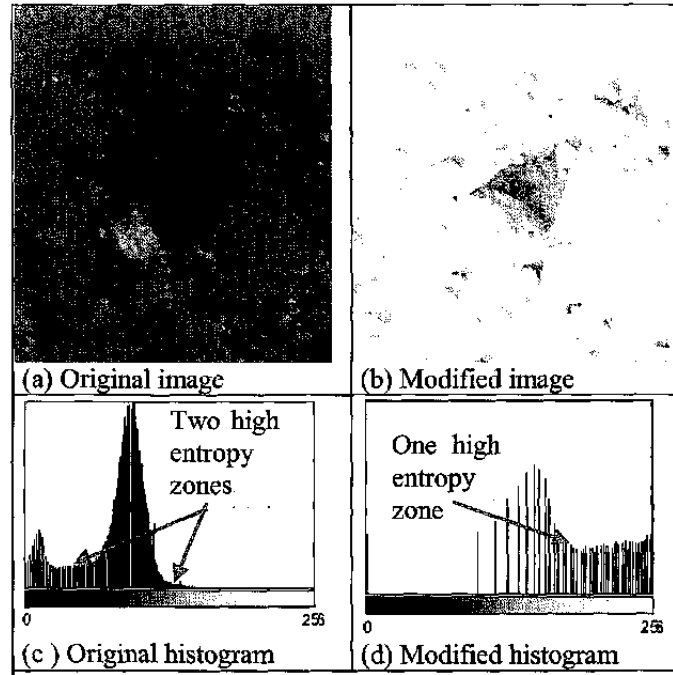 (a) Original image
(b) Modified image
Two high
entropy
zones
0
256
(c ) Original histogram
One high
entropy
zone
0
256
(d) Modified histogram